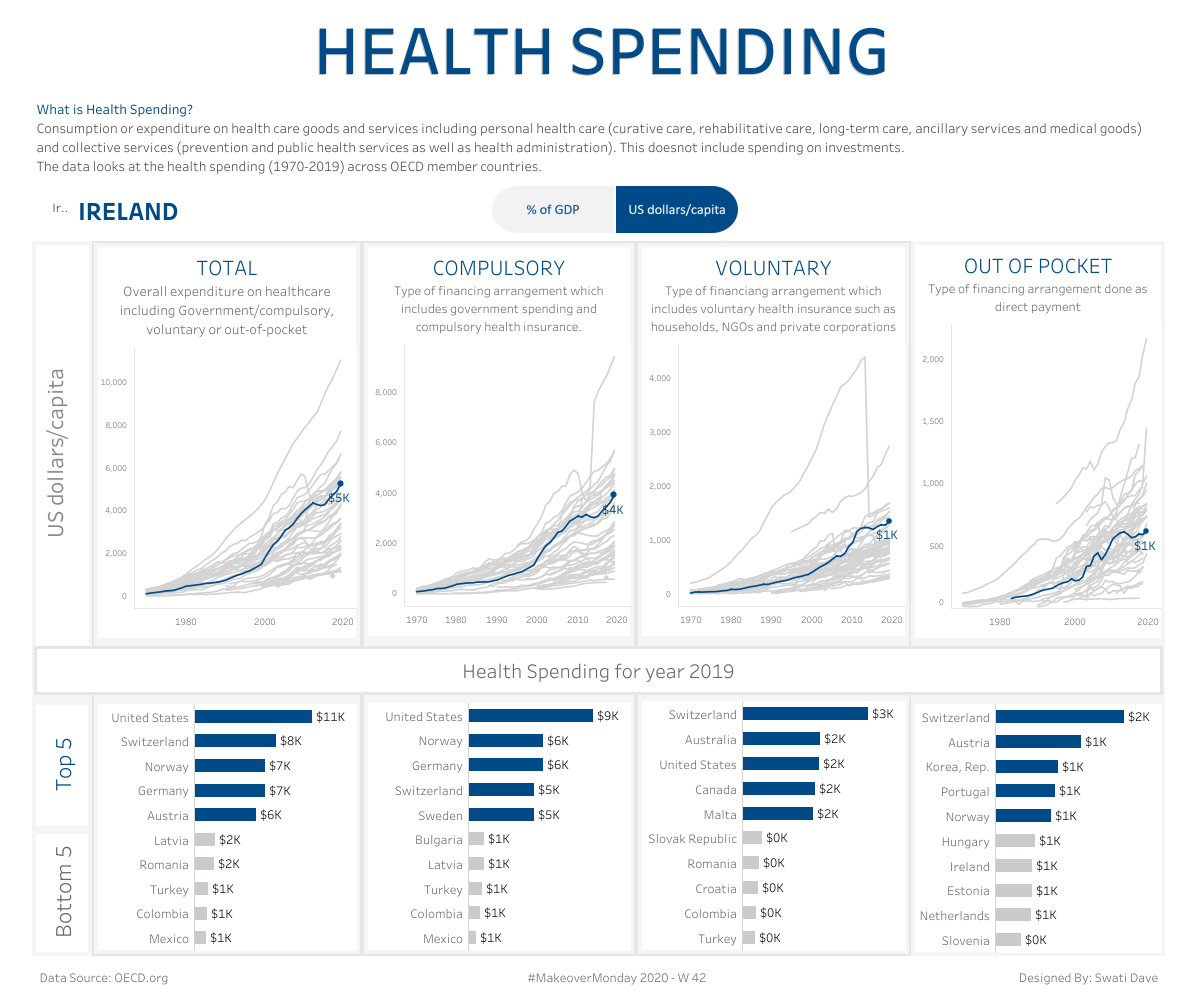 HEALTH SPENDING
What is Health Spending?
Consumption or expenditure on health care goods and services including personal health care (curative care, rehabilitative care, long-term care, ancillary services and medical goods)
and collective services (prevention and public health services as well as health administration). This doesnot include spending on investments.
The data looks at the health spending (1970-2019) across OECD member countries.
Ir.. IRELAND
% of GDP
US dollars/capita
US dollars/capita
TOTAL
Overall expenditure on healthcare
including Government/compulsory,
voluntary or out-of-pocket
10,000
8,000
6,000
4,000
2,000
0
$5K
1980
2000
2020
COMPULSORY
Type of financing arrangement which
includes government spending and
compulsory health insurance.
8,000
6,000
4,000
2,000
0
$4K
1970
1980
1990
2000
2010
2020
VOLUNTARY
Type of financiang arrangement which
includes voluntary health insurance such as
households, NGOs and private corporations
4,000
3,000
2,000
1,000
0
$1K
1970
1980
1990
2000
2010
2020
OUT OF POCKET
Type of financing arrangement done as
direct payment
2,000
1,500
1,000
500
0
$1K
1980
2000
2020
Health Spending for year 2019
Top 5
Bottom 5
United States $11K
Switzerland $8K
Norway $7K
Germany $7K
Austria $6K
Latvia $2K
Romania $2K
Turkey $1K
Colombia $1K
Mexico $1K
United States $9K
Norway $6K
Germany $6K
Switzerland $5K
Sweden $5K
Bulgaria $1K
Latvia $1K
Turkey $1K
Colombia $1K
Mexico $1K
Switzerland $3K
Australia $2K
United States $2K
Canada $2K
Malta $2K
Slovak Republic $0K
Romania $0K
Croatia $0K
Colombia $0K
Turkey $0K
Switzerland $2K
Austria $1K
Korea, Rep. $1K
Portugal $1K
Norway $1K
Hungary $1K
Ireland $1K
Estonia $1K
Netherlands $1K
Slovenia $0K
Data Source: OECD.org
#MakeoverMonday 2020 - W 42
Designed By: Swati Dave